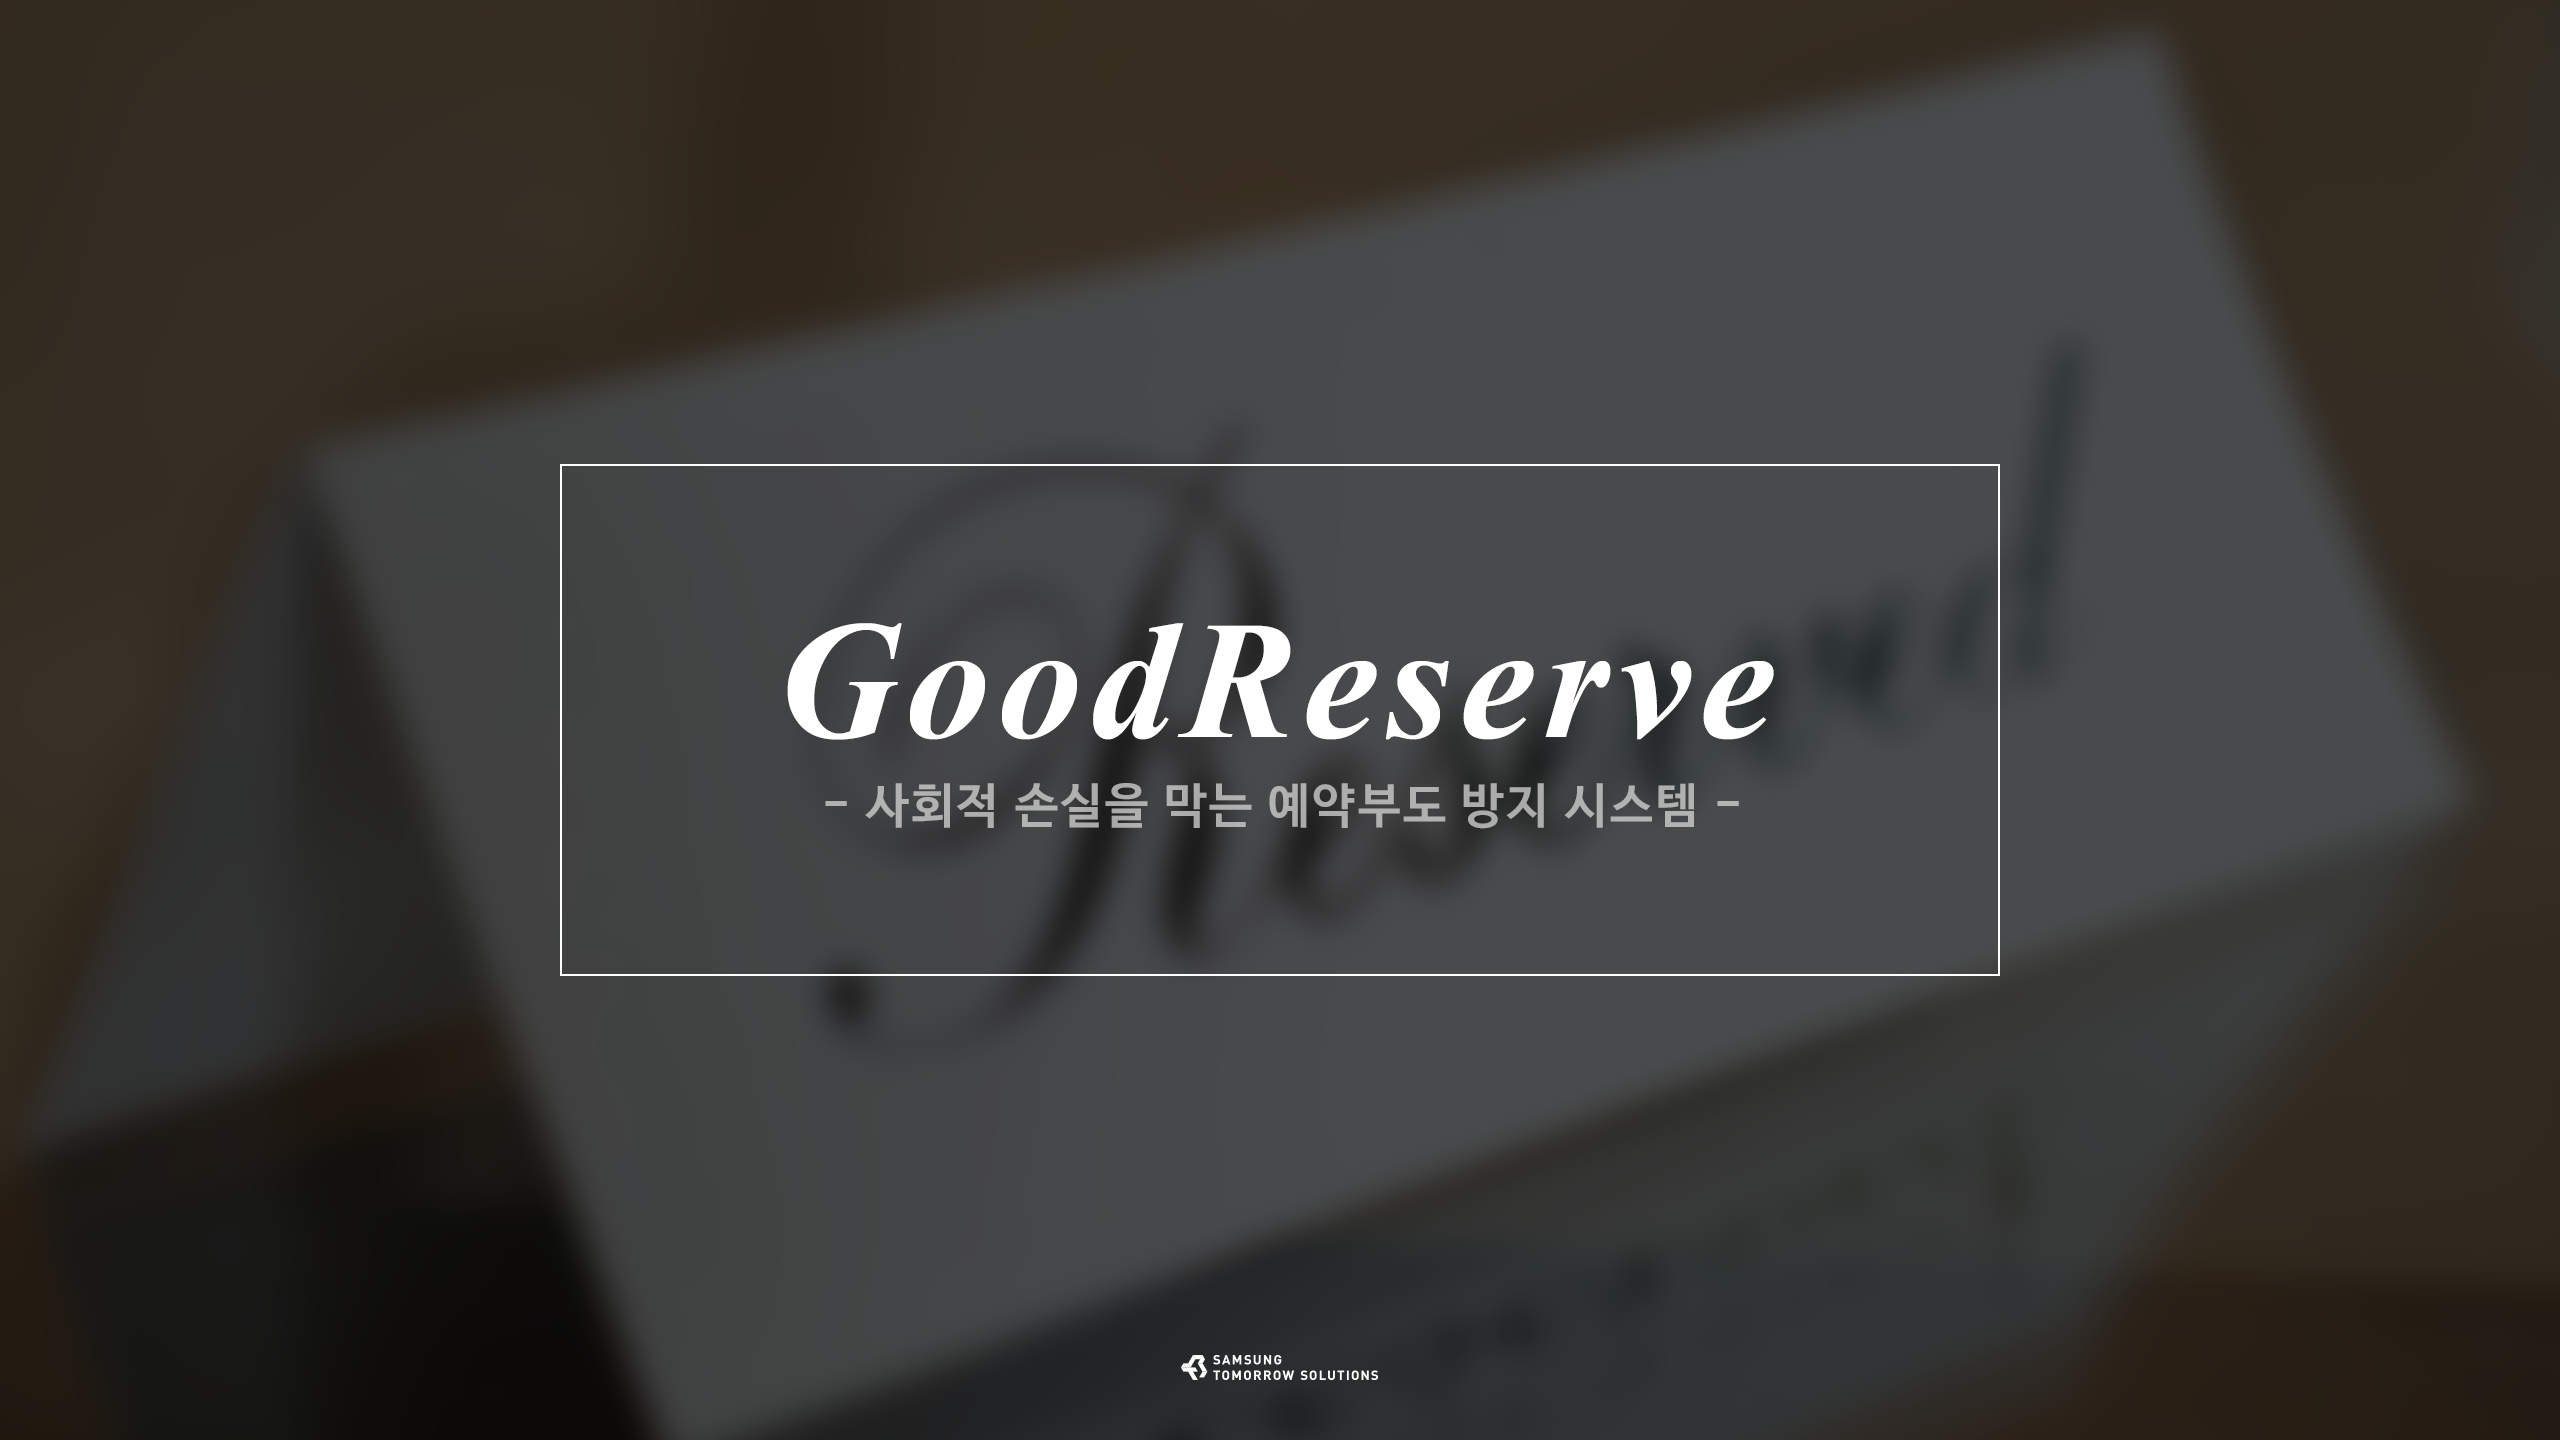 GoodReserve
- 사회적 손실을 막는 예약부도 방지 시스템 -
Reserved
SAMSUNG
TOMORROW SOLUTIONS